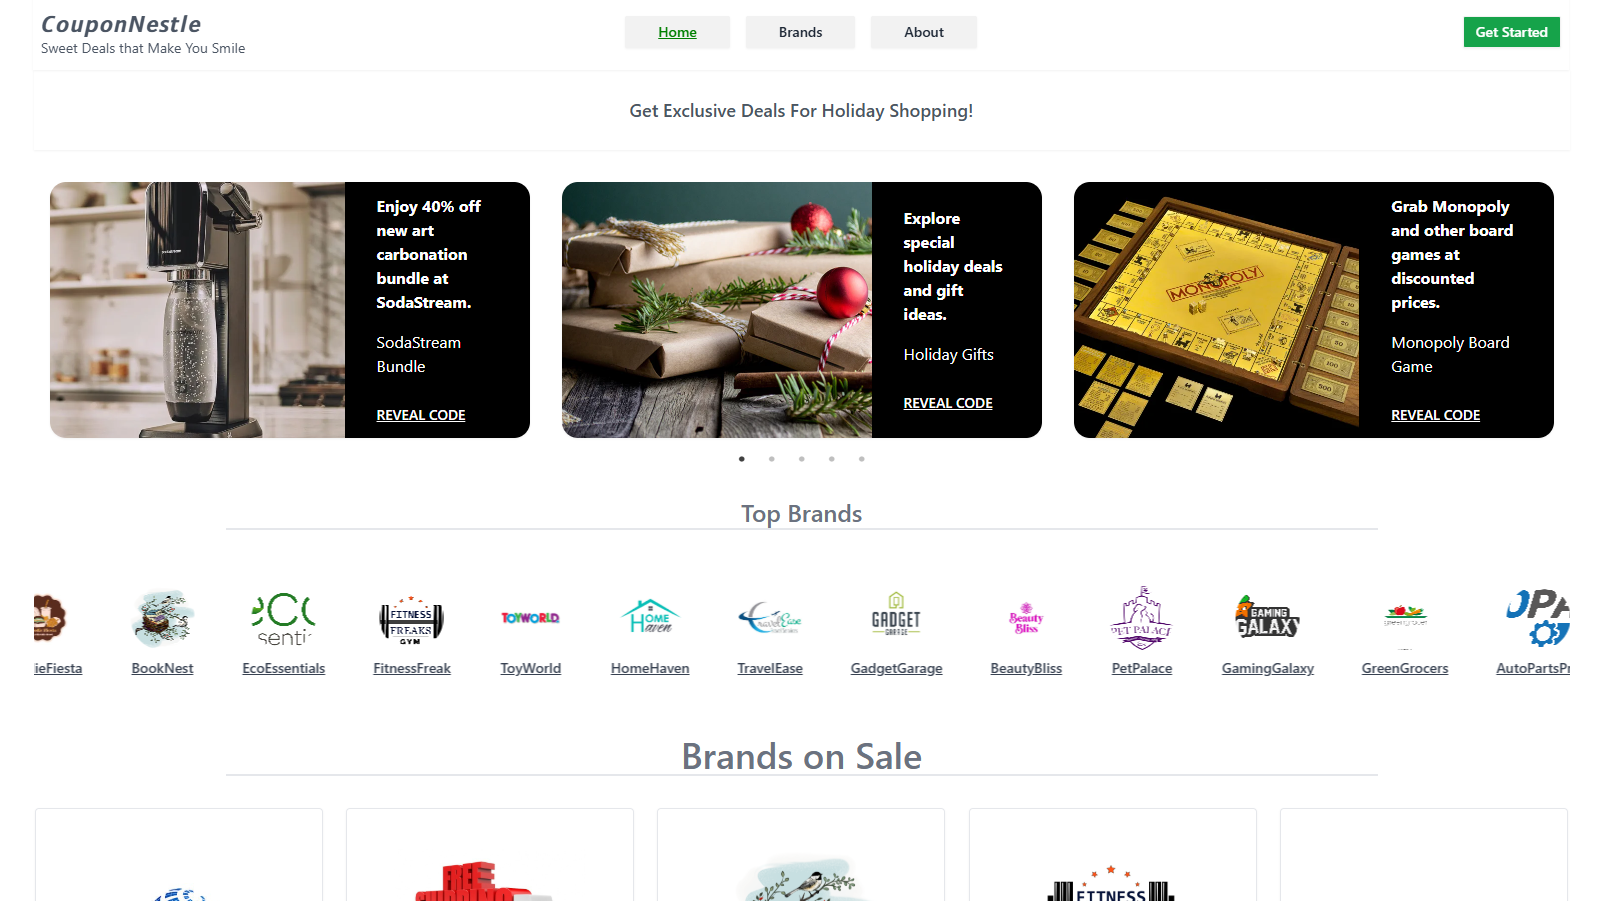 CouponNestle
Sweet Deals that Make You Smile
Home
Brands
About
Get Started
Get Exclusive Deals For Holiday Shopping!
Enjoy 40% off
new art
carbonation
bundle at
SodaStream.
SodaStream
Bundle
REVEAL CODE
Explore
special
holiday deals
and gift
ideas.
Holiday Gifts
REVEAL CODE
MONOPOLY
Grab Monopoly
and other board
games at
discounted
prices.
Monopoly Board
Game
REVEAL CODE
Top Brands
ieFiesta
BookNest
senti
EcoEssentials
FITNESS
FREAKS
GYM
FitnessFreak
TOYWORLD
ToyWorld
HOME
Haven
HomeHaven
TravelEase
TravelEase
GADGET
GARAGE
GadgetGarage
Beauty
Bliss
BeautyBliss
PET PALACE
PetPalace
GAMING
GALAXY
GamingGalaxy
GreenGrocers
AutoPartsPr
Brands on Sale
FREE
FITNESS